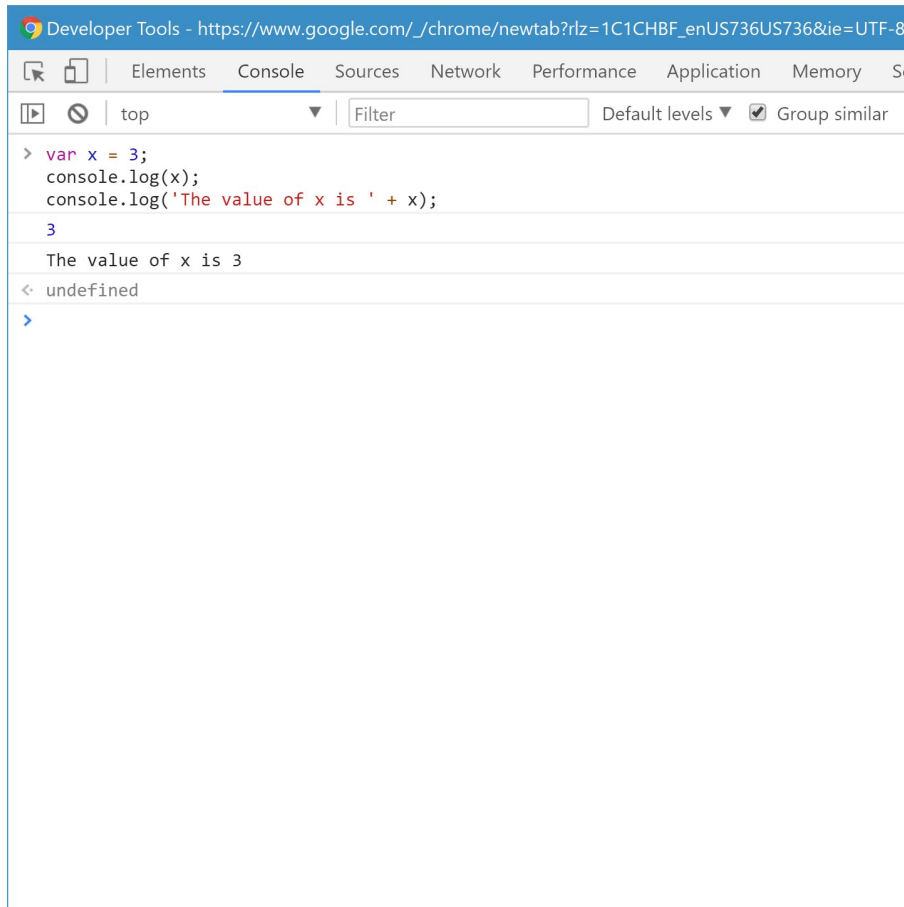 Developer Tools - https://www.google.com/_/chrome/newtab?rlz=1C1CHBF_enUS736US736&ie=UTF-8
Elements Console Sources Network Performance Application Memory
top Filter Default levels Group similar
> var x = 3;
console.log(x);
console.log('The value of x is ' + x);
3
The value of x is 3
undefined
>